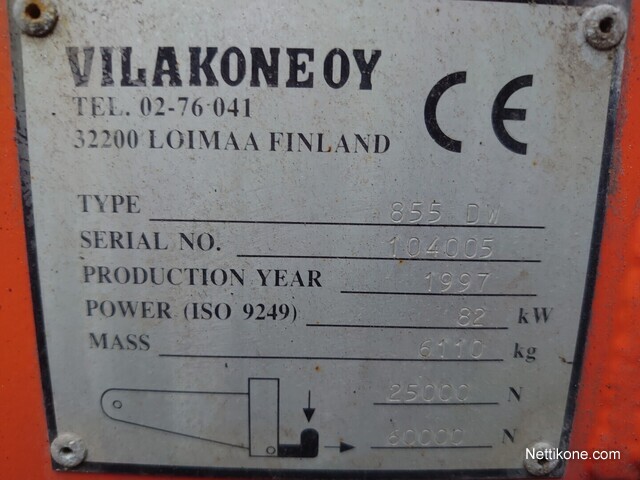 VILAKONE OY
TEL. 02-76 041
32200 LOIMAA FINLAND
CE
TYPE 855 DW
SERIAL NO. 104005
PRODUCTION YEAR 1997
POWER (ISO 9249) 82 kW
MASS 6110 kg
25000 N
60000 N
Nettikone.com